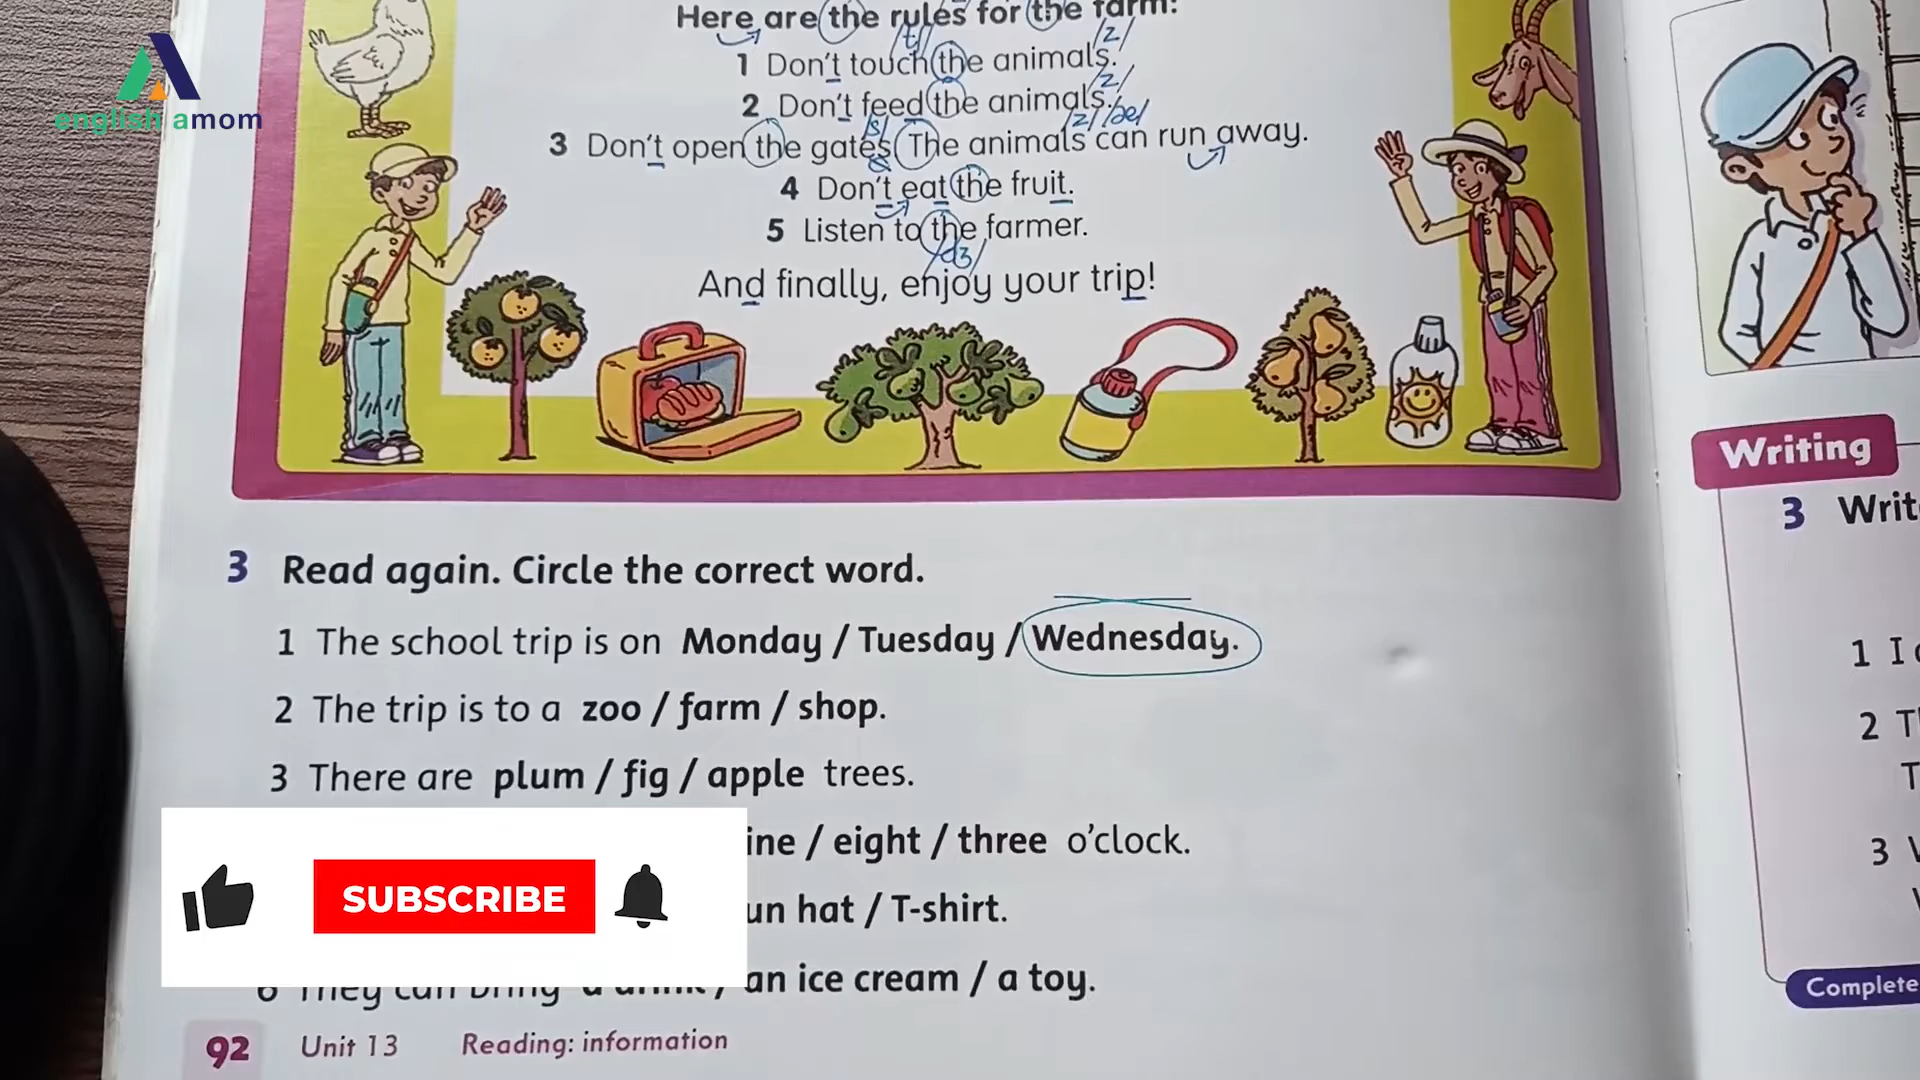 Here are the rules for the farm:
1 Don't touch the animals.
2 Don't feed the animals.
3 Don't open the gates. The animals can run away.
4 Don't eat the fruit.
5 Listen to the farmer.
And finally, enjoy your trip!
english amom
3 Read again. Circle the correct word.
1 The school trip is on Monday / Tuesday / Wednesday.
2 The trip is to a zoo / farm / shop.
3 There are plum / fig / apple trees.
ine / eight / three o'clock.
un hat / T-shirt.
6 They can bring a drink / an ice cream / a toy.
SUBSCRIBE
92 Unit 13 Reading: information
Writing
3 Writ
1 I
2 T
T
3
Complete